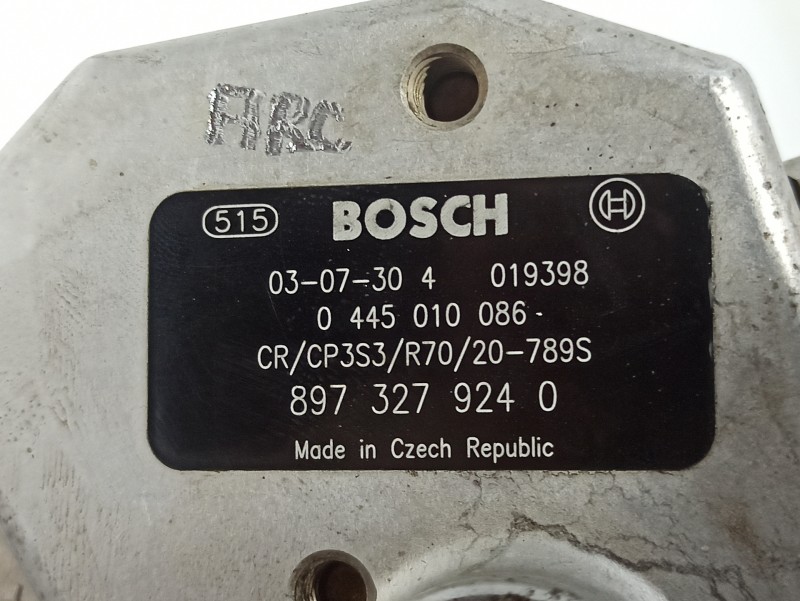 ARC
515 BOSCH
03-07-30 4 019398
0 445 010 086
CR/CP3S3/R70/20-789S
897 327 924 0
Made in Czech Republic